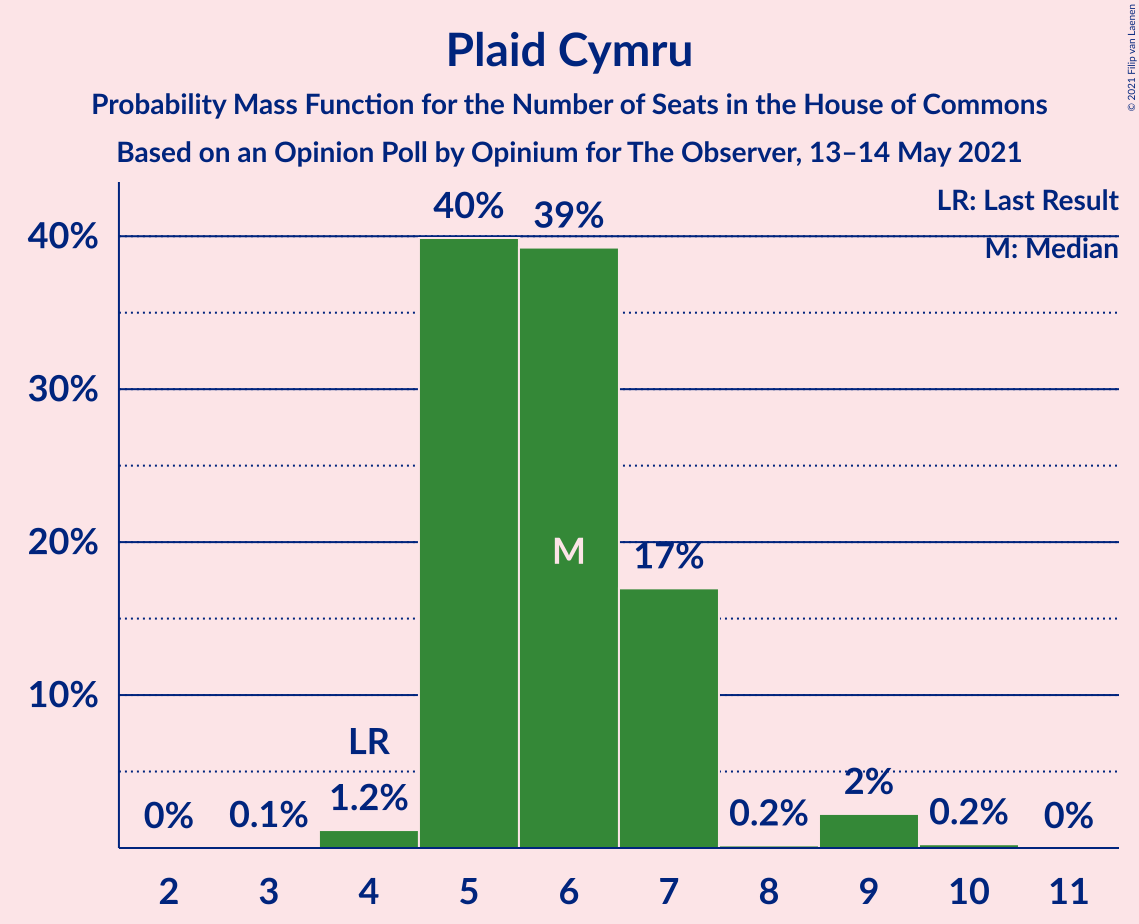 Plaid Cymru
Probability Mass Function for the Number of Seats in the House of Commons
Based on an Opinion Poll by Opinium for The Observer, 13–14 May 2021
© 2021 Filip van Laenen
LR: Last Result
M: Median
40%
30%
20%
10%
0%
0.1%
LR
1.2%
40%
39%
M
17%
0.2%
2%
0.2%
0%
2 3 4 5 6 7 8 9 10 11